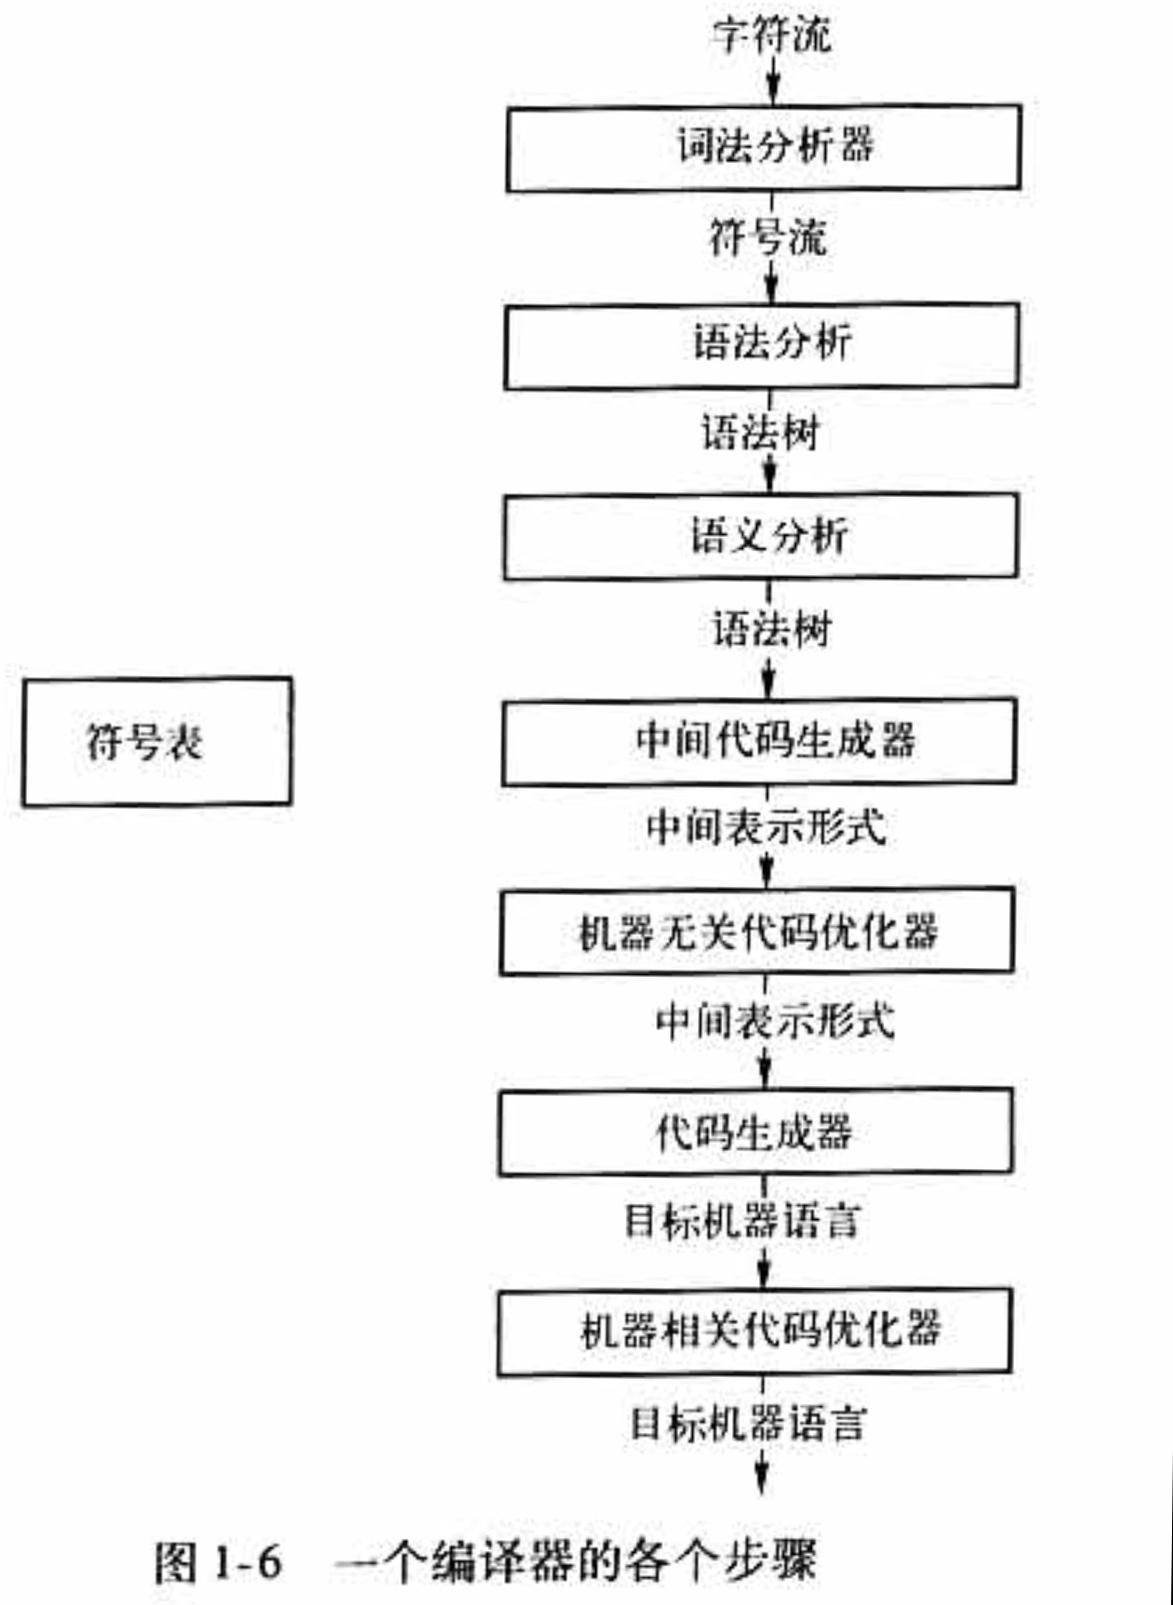 字符流
词法分析器
符号流
语法分析
语法树
语义分析
语法树
符号表
中间代码生成器
中间表示形式
机器无关代码优化器
中间表示形式
代码生成器
目标机器语言
机器相关代码优化器
目标机器语言
图 1-6 一个编译器的各个步骤